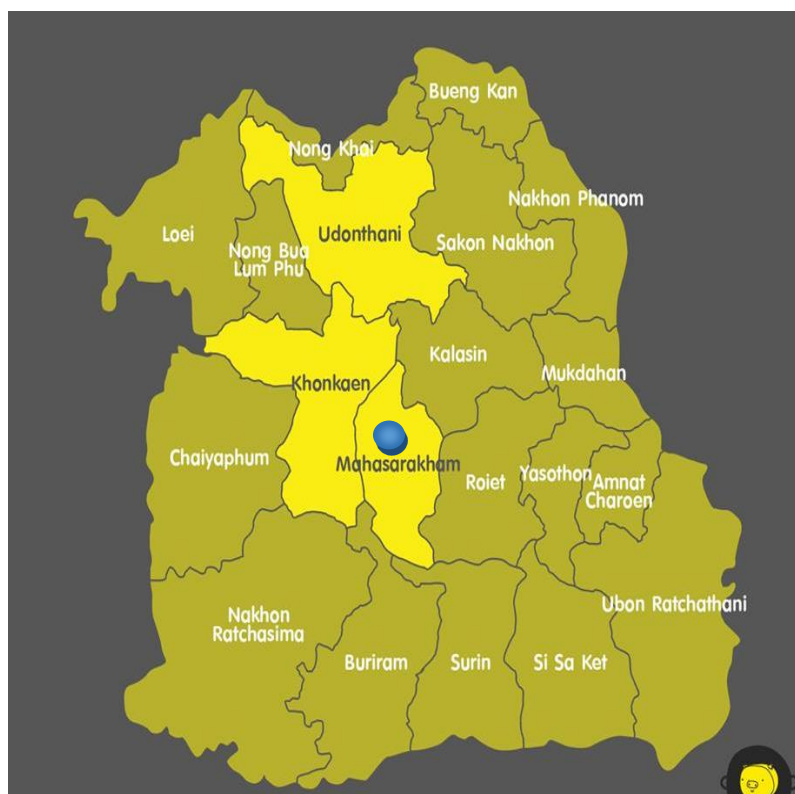 Bueng Kan
Nong Khai
Nakhon Phanom
Loei
Udonthani
Sakon Nakhon
Nong Bua
Lum Phu
Kalasin
Mukdahan
Khonkaen
Chaiyaphum
Mahasarakham
Roiet
Yasothon
Amnat
Charoen
Nakhon
Ratchasima
Buriram
Surin
Si Sa Ket
Ubon Ratchathani